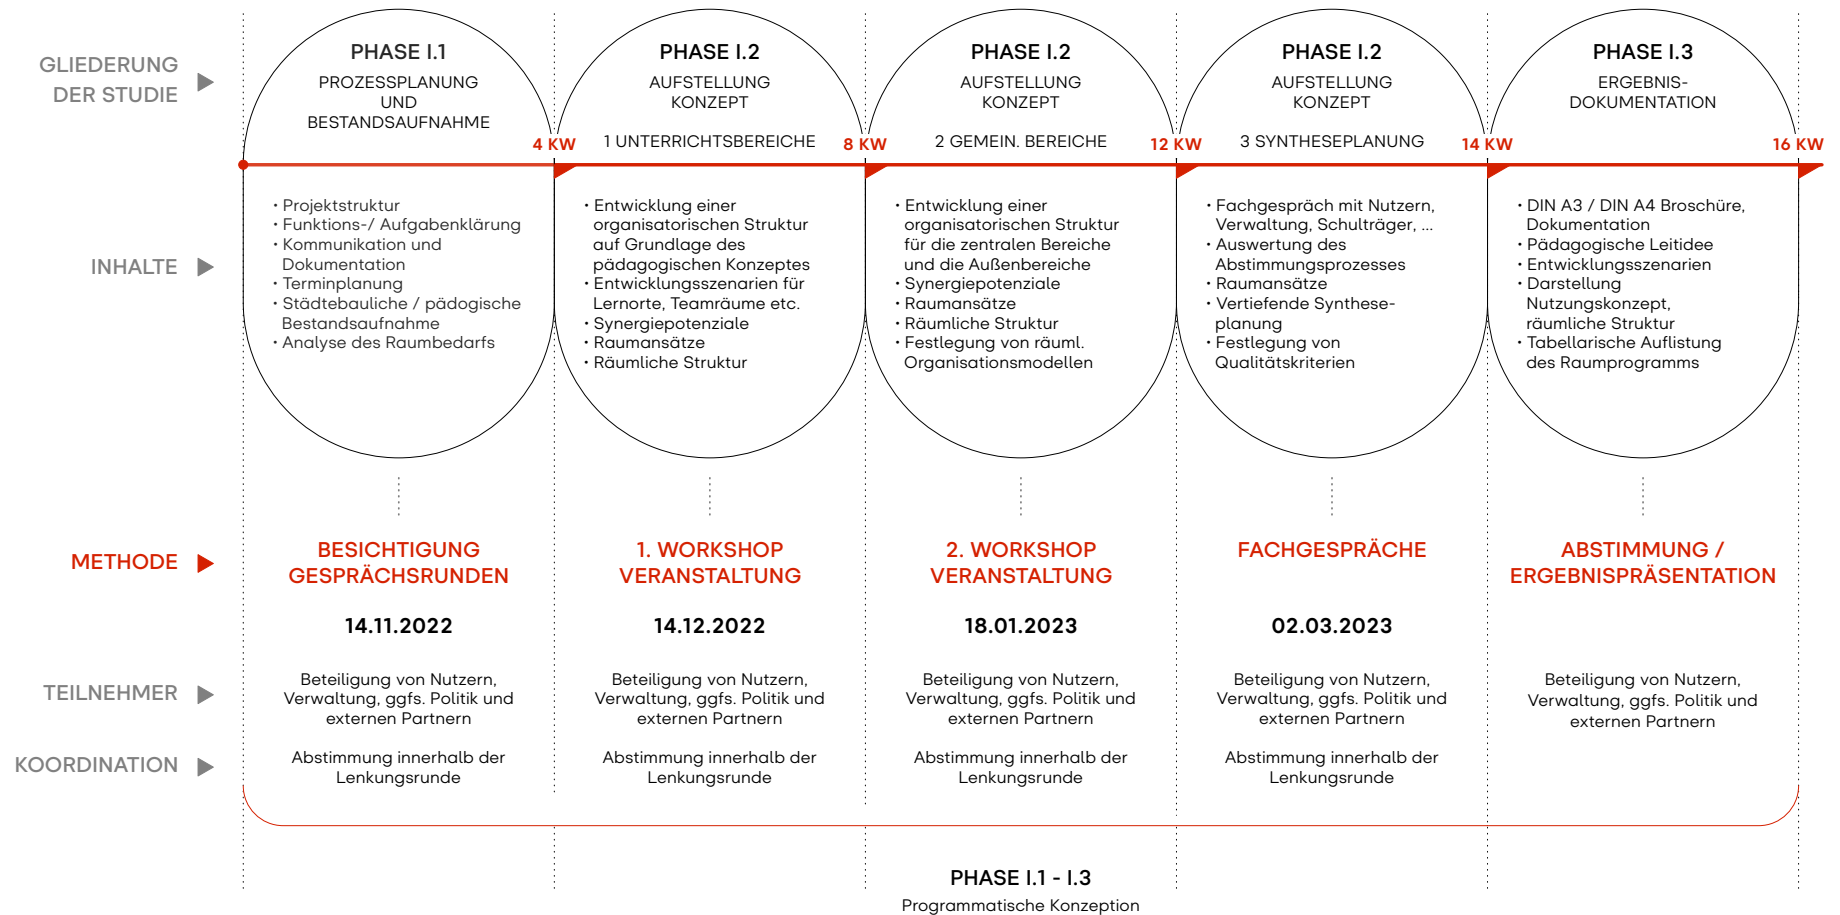 GLIEDERUNG
DER STUDIE
PHASE I.1
PROZESSPLANUNG
UND
BESTANDSAUFNAHME
PHASE I.2
AUFSTELLUNG
KONZEPT
1 UNTERRICHTSBEREICHE
PHASE I.2
AUFSTELLUNG
KONZEPT
2 GEMEIN. BEREICHE
PHASE I.2
AUFSTELLUNG
KONZEPT
3 SYNTHESEPLANUNG
PHASE I.3
ERGEBNIS-
DOKUMENTATION
4 KW
8 KW
12 KW
14 KW
16 KW
INHALTE
· Projektstruktur
· Funktions-/ Aufgabenklärung
· Kommunikation und
Dokumentation
· Terminplanung
· Städtebauliche / pädogische
Bestandsaufnahme
· Analyse des Raumbedarfs
· Entwicklung einer
organisatorischen Struktur
auf Grundlage des
pädagogischen Konzeptes
· Entwicklungsszenarien für
Lernorte, Teamräume etc.
· Synergiepotenziale
· Raumansätze
· Räumliche Struktur
· Entwicklung einer
organisatorischen Struktur
für die zentralen Bereiche
und die Außenbereiche
· Synergiepotenziale
· Raumansätze
· Räumliche Struktur
· Festlegung von räuml.
Organisationsmodellen
· Fachgespräch mit Nutzern,
Verwaltung, Schulträger, ...
· Auswertung des
Abstimmungsprozesses
· Raumansätze
· Vertiefende Synthese-
planung
· Festlegung von
Qualitätskriterien
· DIN A3 / DIN A4 Broschüre,
Dokumentation
· Pädagogische Leitidee
· Entwicklungsszenarien
· Darstellung
Nutzungskonzept,
räumliche Struktur
· Tabellarische Auflistung
des Raumprogramms
METHODE
BESICHTIGUNG
GESPRÄCHSRUNDEN
1. WORKSHOP
VERANSTALTUNG
2. WORKSHOP
VERANSTALTUNG
FACHGESPRÄCHE
ABSTIMMUNG /
ERGEBNISPRÄSENTATION
14.11.2022
14.12.2022
18.01.2023
02.03.2023
TEILNEHMER
Beteiligung von Nutzern,
Verwaltung, ggfs. Politik und
externen Partnern
Beteiligung von Nutzern,
Verwaltung, ggfs. Politik und
externen Partnern
Beteiligung von Nutzern,
Verwaltung, ggfs. Politik und
externen Partnern
Beteiligung von Nutzern,
Verwaltung, ggfs. Politik und
externen Partnern
Beteiligung von Nutzern,
Verwaltung, ggfs. Politik und
externen Partnern
KOORDINATION
Abstimmung innerhalb der
Lenkungsrunde
Abstimmung innerhalb der
Lenkungsrunde
Abstimmung innerhalb der
Lenkungsrunde
Abstimmung innerhalb der
Lenkungsrunde
PHASE I.1 - I.3
Programmatische Konzeption